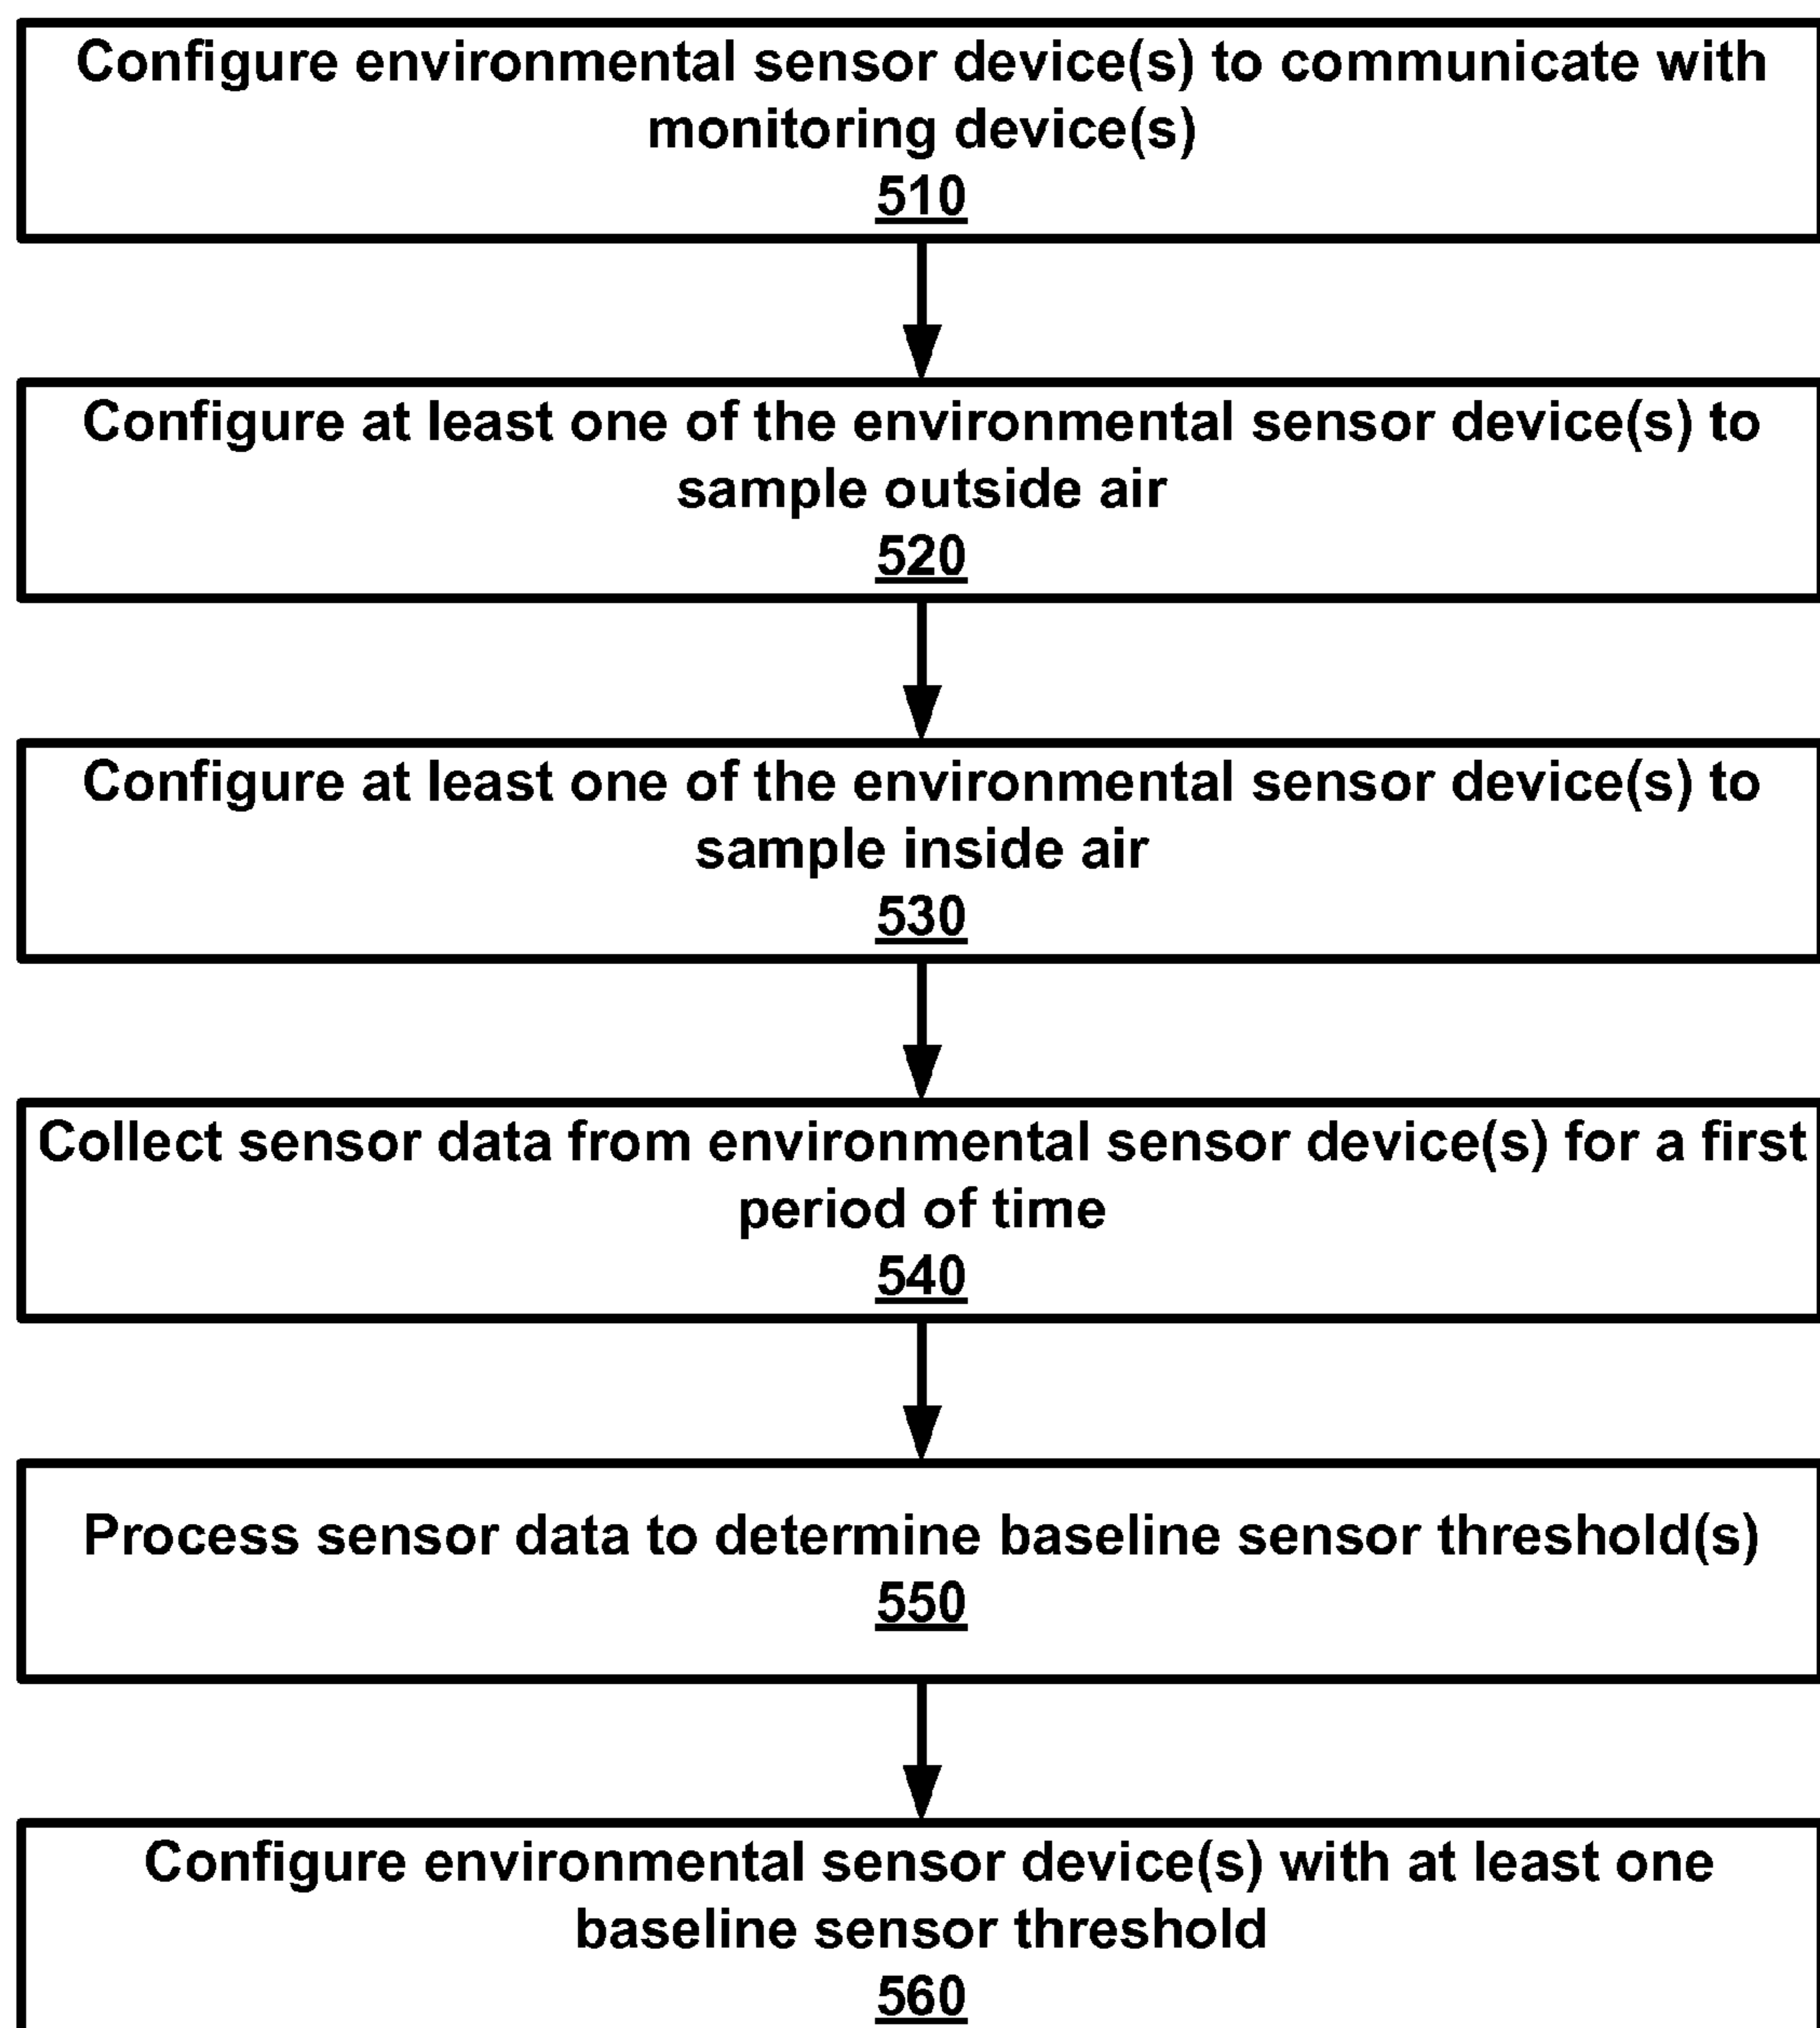 Configure environmental sensor device(s) to communicate with
monitoring device(s)
510
Configure at least one of the environmental sensor device(s) to
sample outside air
520
Configure at least one of the environmental sensor device(s) to
sample inside air
530
Collect sensor data from environmental sensor device(s) for a first
period of time
540
Process sensor data to determine baseline sensor threshold(s)
550
Configure environmental sensor device(s) with at least one
baseline sensor threshold
560